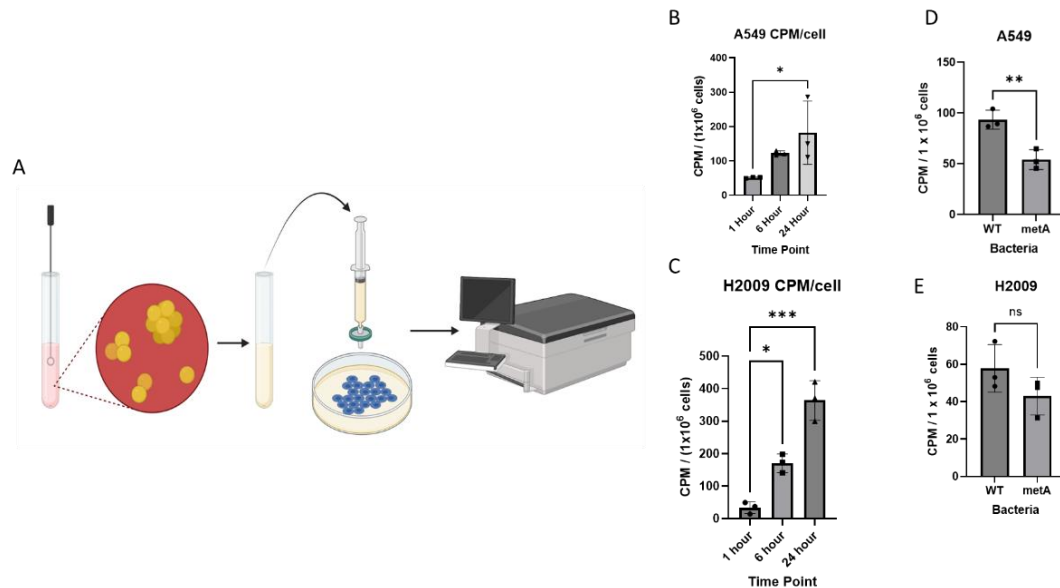 A
B
A549 CPM/cell
*
400
300
200
100
0
CPM / (1x10⁶ cells)
1 Hour
6 Hour
24 Hour
Time Point
C
H2009 CPM/cell
***
*
500
400
300
200
100
0
CPM / (1x10⁶ cells)
1 hour
6 hour
24 hour
Time Point
D
A549
**
150
100
50
0
CPM / 1 x 10⁶ cells
WT
metA
Bacteria
E
H2009
ns
80
60
40
20
0
CPM / 1 x 10⁶ cells
WT
metA
Bacteria